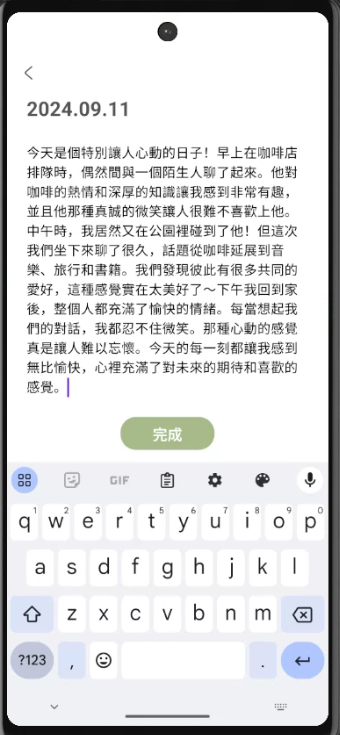 2024.09.11
今天是個特別讓人心動的日子！早上在咖啡店
排隊時，偶然間與一個陌生人聊了起來。他對
咖啡的熱情和深厚的知識讓我感到非常有趣，
並且他那種真誠的微笑讓人很難不喜歡上他。
中午時，我居然又在公園裡碰到了他！但這次
我們坐下來聊了很久，話題從咖啡延展到音
樂、旅行和書籍。我們發現彼此有很多共同的
愛好，這種感覺實在太美好了～下午我回到家
後，整個人都充滿了愉快的情緒。每當想起我
們的對話，我都忍不住微笑。那種心動的感覺
真是讓人難以忘懷。今天的每一刻都讓我感到
無比愉快，心裡充滿了對未來的期待和喜歡的
感覺。
完成
GIF
q1 w2 e3 r4 t5 y6 u7 i8 o9 p0
a s d f g h j k l
z x c v b n m
?123 , .